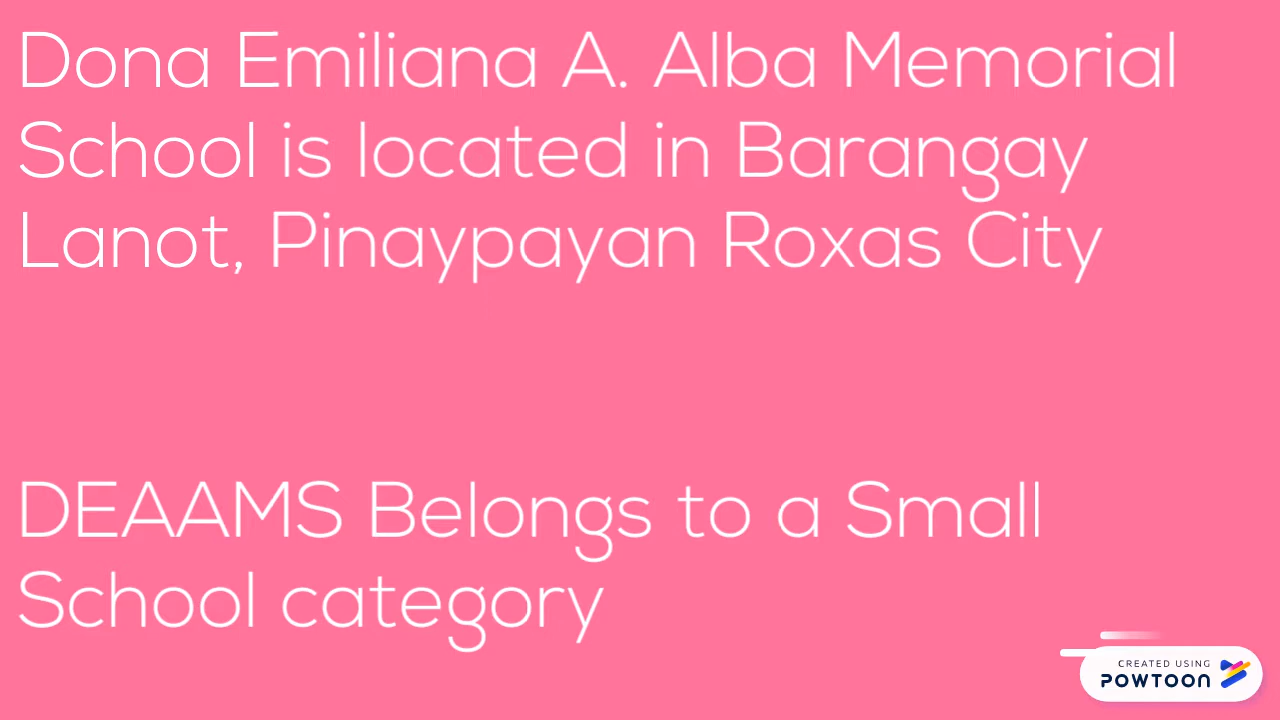 Dona Emiliana A. Alba Memorial
School is located in Barangay
Lanot, Pinaypayan Roxas City
DEAAMS Belongs to a Small
School category
CREATED USING
POWTOON